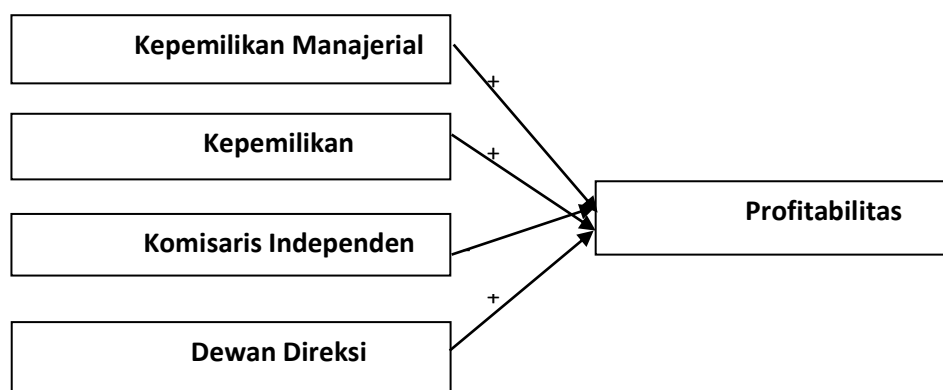 Kepemilikan Manajerial
+
Kepemilikan
+
Profitabilitas
Komisaris Independen
+
Dewan Direksi